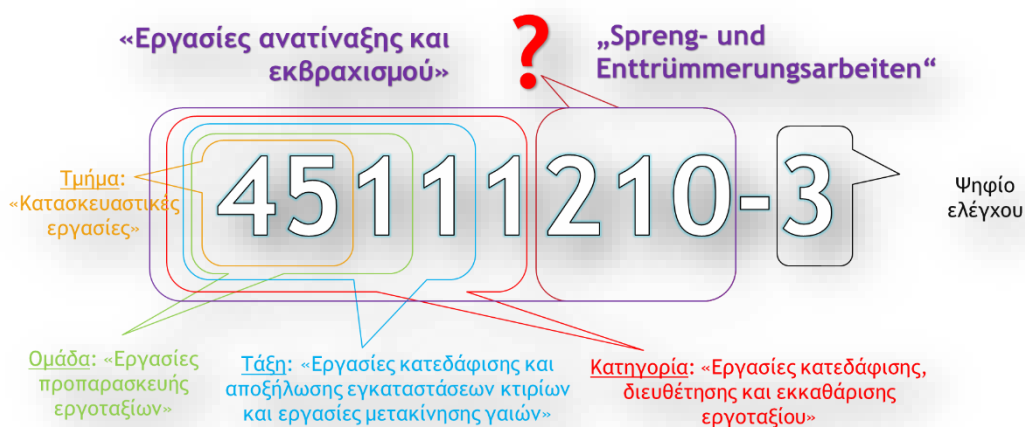 «Εργασίες ανατίναξης και
εκβραχισμού»
?
„Spreng- und
Enttrümmerungsarbeiten“
45111210-3
Τμήμα:
«Κατασκευαστικές
εργασίες»
Ψηφίο
ελέγχου
Ομάδα: «Εργασίες
προπαρασκευής
εργοταξίων»
Τάξη: «Εργασίες κατεδάφισης και
αποξήλωσης εγκαταστάσεων κτιρίων
και εργασίες μετακίνησης γαιών»
Κατηγορία: «Εργασίες κατεδάφισης,
διευθέτησης και εκκαθάρισης
εργοταξίου»